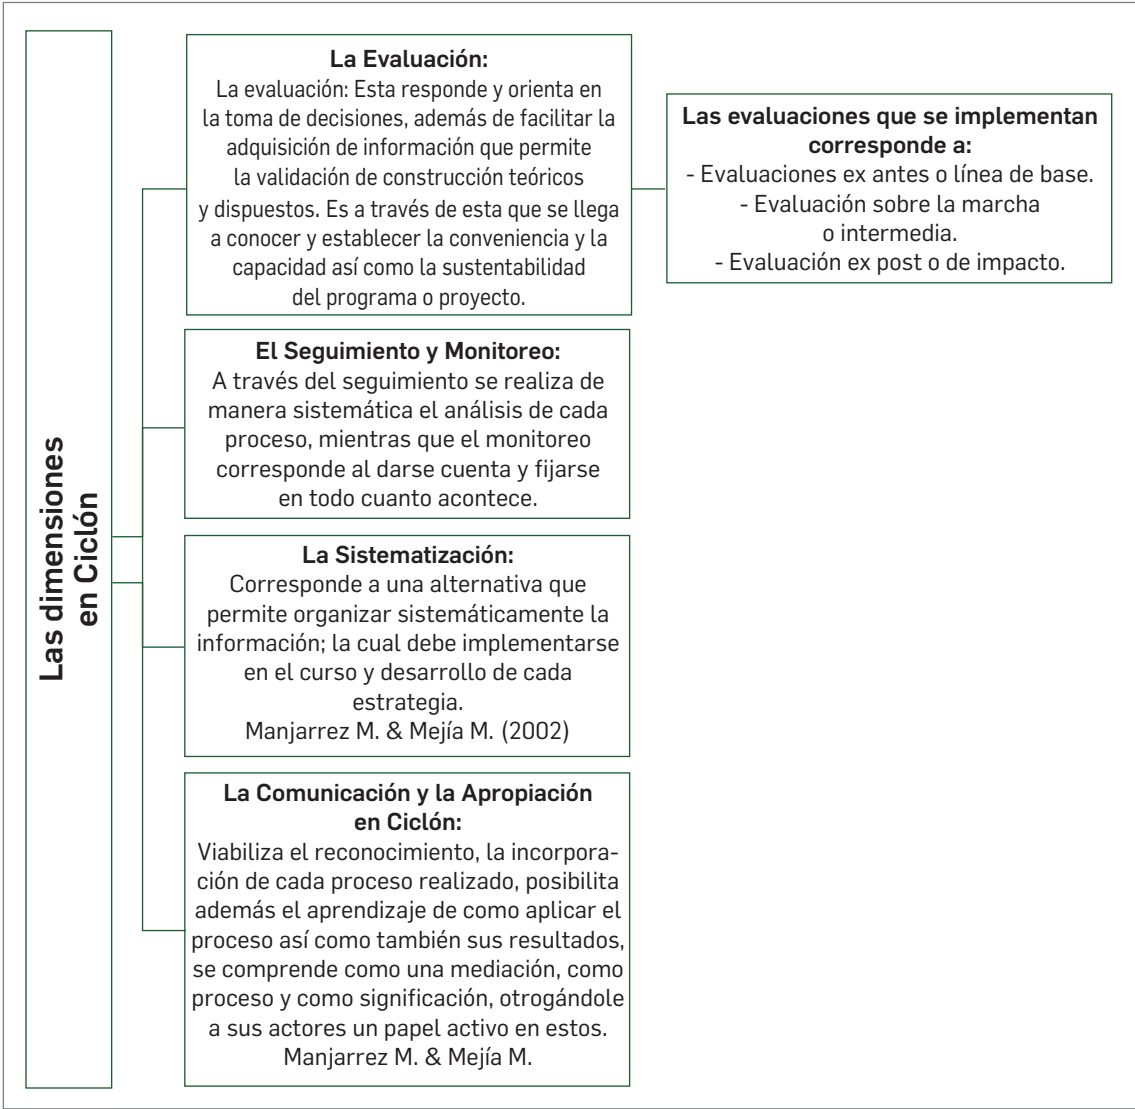 Las dimensiones
en Ciclón
La Evaluación:
La evaluación: Esta responde y orienta en
la toma de decisiones, además de facilitar la
adquisición de información que permite
la validación de construcción teóricos
y dispuestos. Es a través de esta que se llega
a conocer y establecer la conveniencia y la
capacidad así como la sustentabilidad
del programa o proyecto.
Las evaluaciones que se implimentan
corresponde a:
- Evaluaciones ex antes o línea de base.
- Evaluación sobre la marcha
o intermedia.
- Evaluación ex post o de impacto.
El Seguimiento y Monitoreo:
A través del seguimiento se realiza de
manera sistemática el análisis de cada
proceso, mientras que el monitoreo
corresponde al darse cuenta y fijarse
en todo cuanto acontece.
La Sistematización:
Corresponde a una alternativa que
permite organizar sistemáticamente la
información; la cual debe implementarse
en el curso y desarrollo de cada
estrategia.
Manjarrez M. & Mejía M. (2002)
La Comunicación y la Apropiación
en Ciclón:
Viabiliza el reconocimiento, la incorpora-
ción de cada proceso realizado, posibilita
además el aprendizaje de como aplicar el
proceso así como también sus resultados,
se comprende como una mediación, como
proceso y como significación, otrogándole
a sus actores un papel activo en estos.
Manjarrez M. & Mejía M.